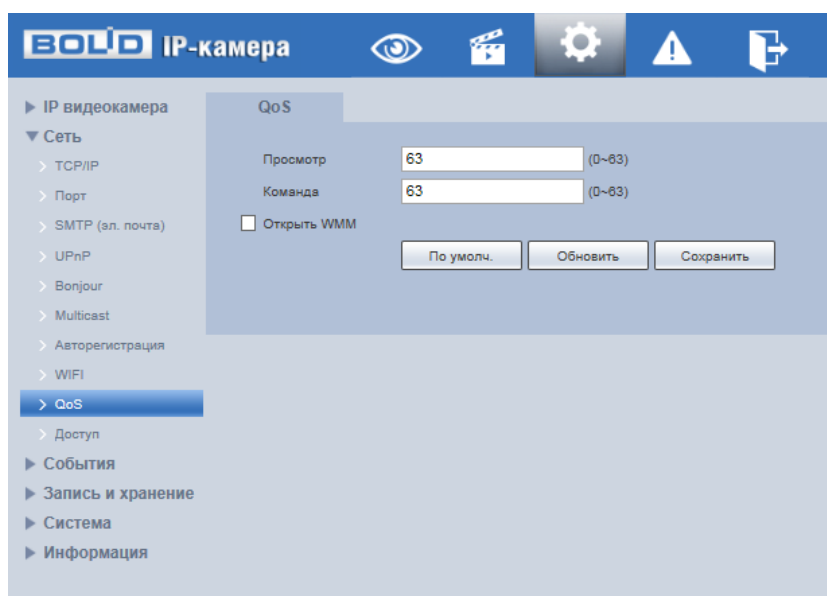 BOLID IP-камера
IP видеокамера
Сеть
TCP/IP
Порт
SMTP (эл. почта)
UPnP
Bonjour
Multicast
Авторегистрация
WIFI
QoS
Доступ
События
Запись и хранение
Система
Информация
QoS
Просмотр 63 (0~63)
Команда 63 (0~63)
Открыть WMM
По умолч. Обновить Сохранить